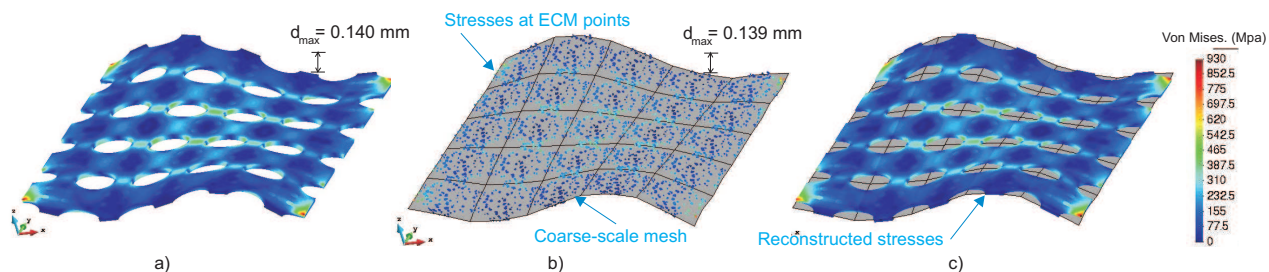 Stresses at ECM points
d_max = 0.140 mm
d_max = 0.139 mm
Von Mises. (Mpa)
930
852.5
775
697.5
620
542.5
465
387.5
310
232.5
155
77.5
0
z
y
x
z
y
x
z
y
x
Coarse-scale mesh
Reconstructed stresses
a)
b)
c)